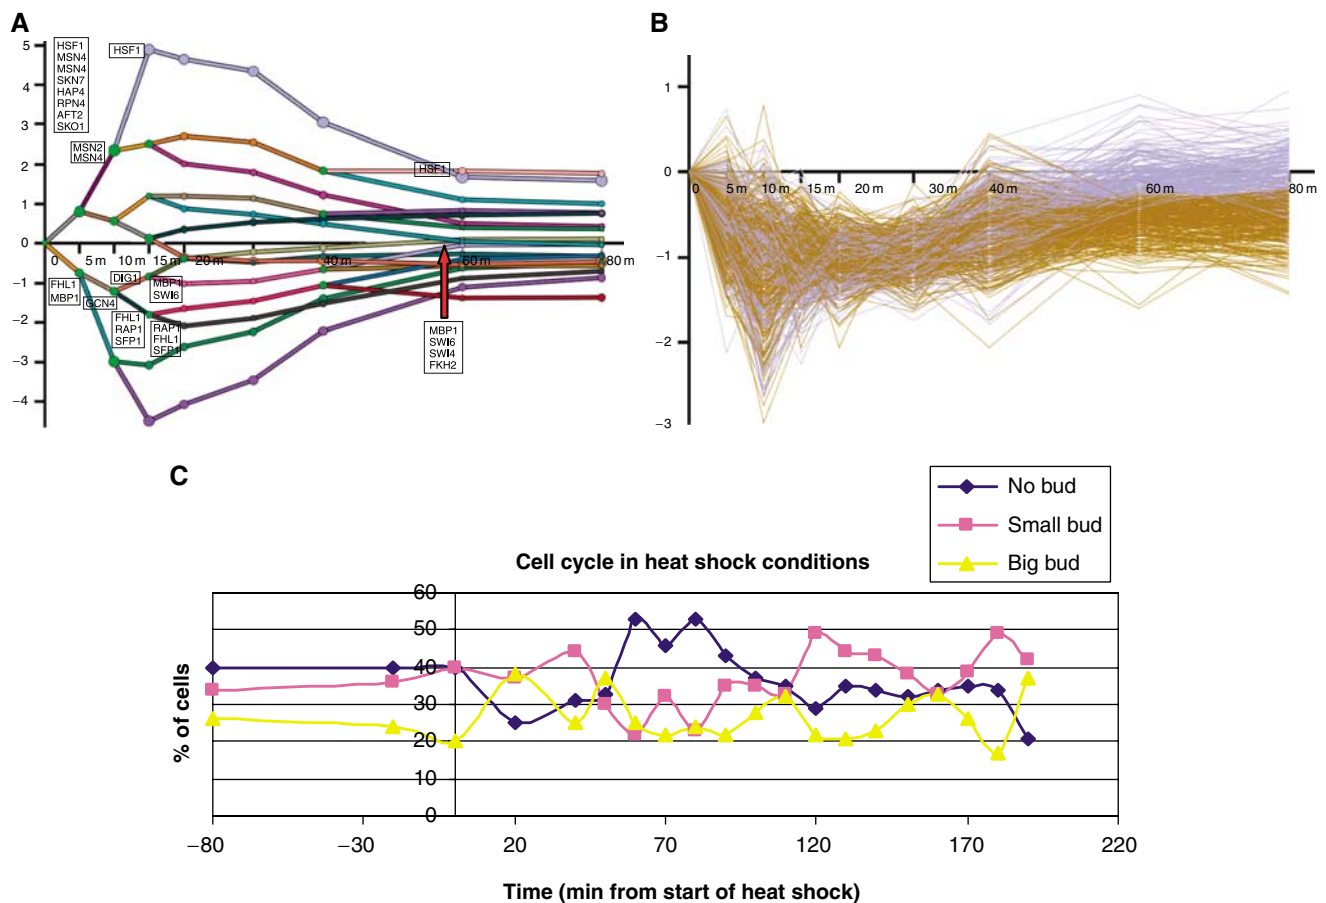 A
5
4
3
2
1
0
−1
−2
−3
−4
HSF1
MSN4
MSN4
SKN7
HAP4
RPN4
AFT2
SKO1
HSF1
MSN2
MSN4
HSF1
0 5 m 10 m 15 m 20 m 40 m 60 m 80 m
FHL1
MBP1
GCN4
DIG1
MBP1
SWI6
FHL1
RAP1
SFP1
RAP1
FHL1
SFP1
MBP1
SWI6
SWI4
FKH2
B
1
0
−1
−2
−3
0 5 m 10 m 15 m 20 m 30 m 40 m 60 m 80 m
C
No bud
Small bud
Big bud
Cell cycle in heat shock conditions
% of cells
60
50
40
30
20
10
0
−80 −30 20 70 120 170 220
Time (min from start of heat shock)